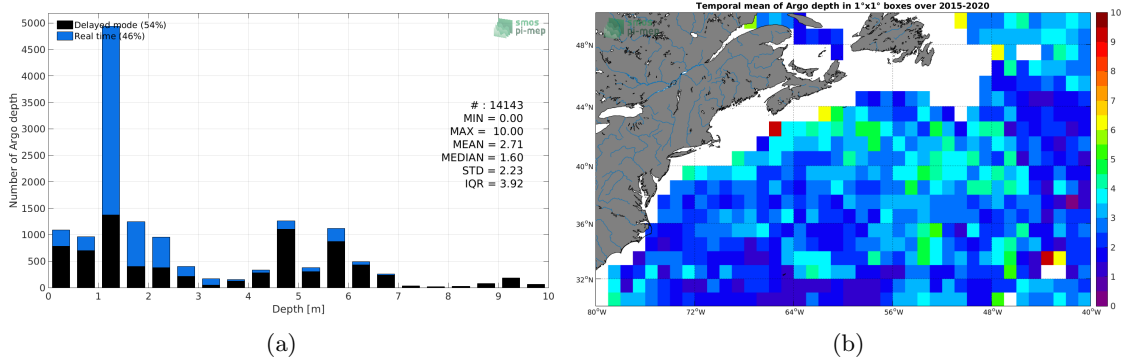 Delayed mode (54%)
Real time (46%)
smos
pi-mep
# : 14143
MIN = 0.00
MAX = 10.00
MEAN = 2.71
MEDIAN = 1.60
STD = 2.23
IQR = 3.92
Number of Argo depth
5000
4500
4000
3500
3000
2500
2000
1500
1000
500
0
0 1 2 3 4 5 6 7 8 9 10
Depth [m]
(a)
Temporal mean of Argo depth in 1°x1° boxes over 2015-2020
smos
pi-mep
48°N
44°N
40°N
36°N
32°N
80°W 72°W 64°W 56°W 48°W 40°W
10
9
8
7
6
5
4
3
2
1
0
(b)